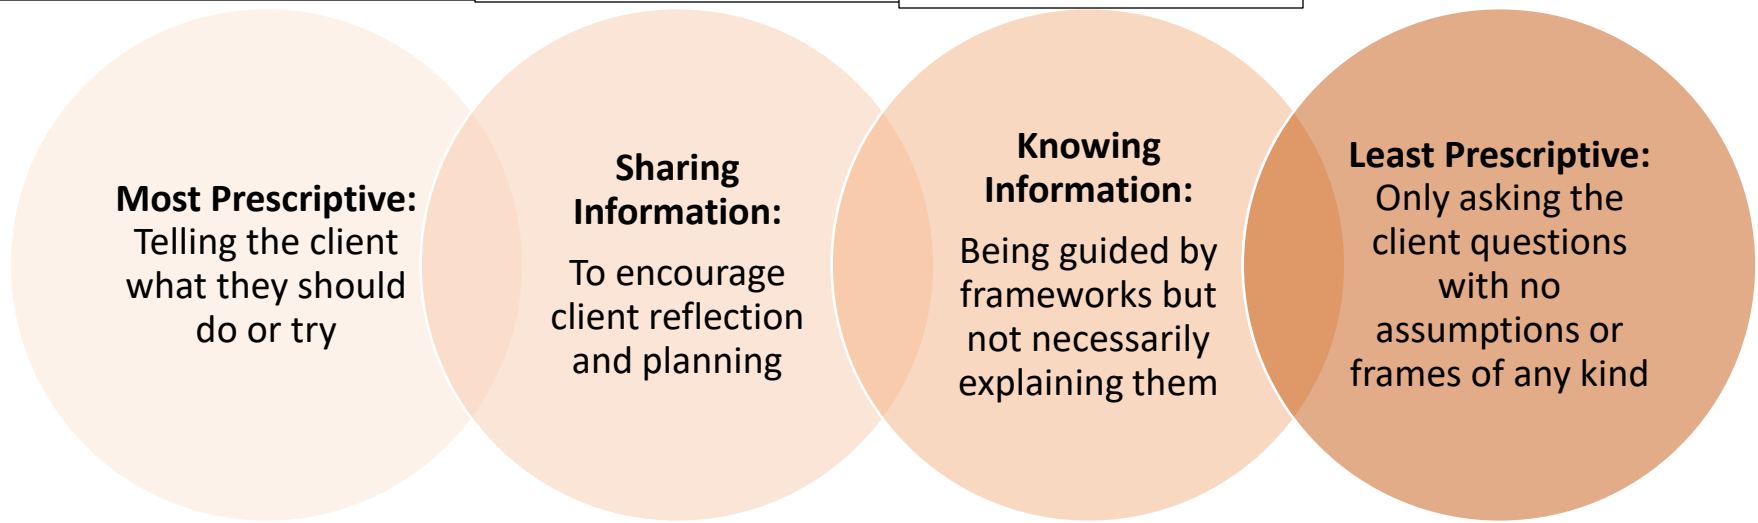 Most Prescriptive:
Telling the client
what they should
do or try
Sharing
Information:
To encourage
client reflection
and planning
Knowing
Information:
Being guided by
frameworks but
not necessarily
explaining them
Least Prescriptive:
Only asking the
client questions
with no
assumptions or
frames of any kind